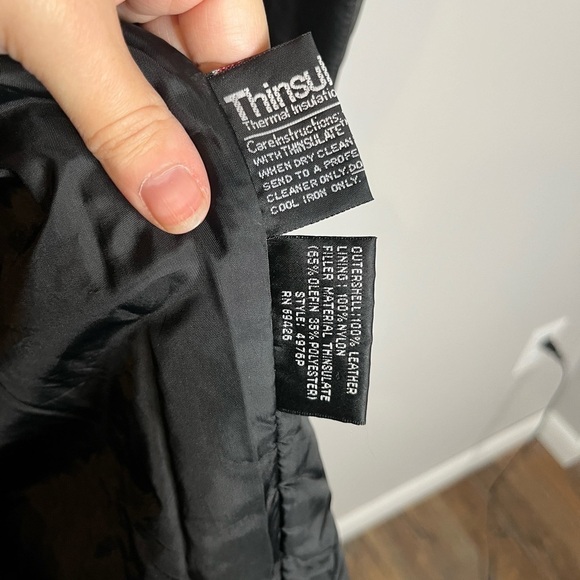 Thinsul
Thermal Insulatio
Care Instructions:
WITH THINSULATE
WHEN DRY CLEAN
SEND TO A PROFE
CLEANER ONLY. DO
COOL IRON ONLY.
OUTERSHELL: 100% LEATHER
LINING: 100% NYLON
FILLER MATERIAL THINSULATE
(65% OLEFIN 35% POLYESTER)
STYLE: 4976P
RN 69426